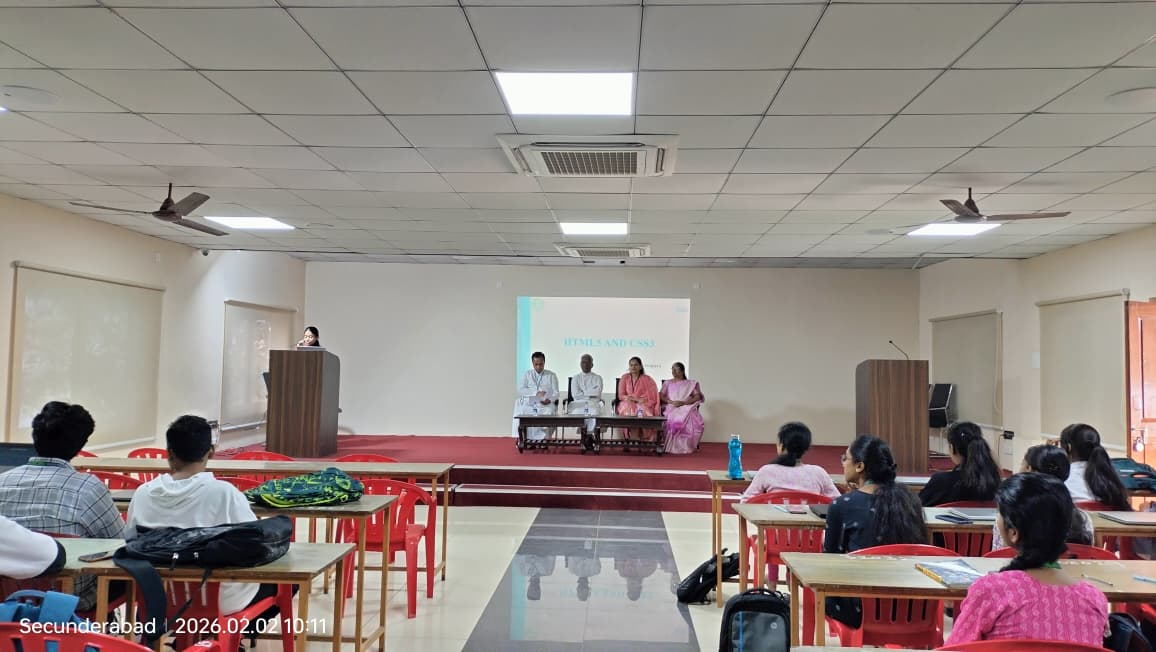 HTML5 AND CSS3
Secunderabad | 2026.02.02 10:11